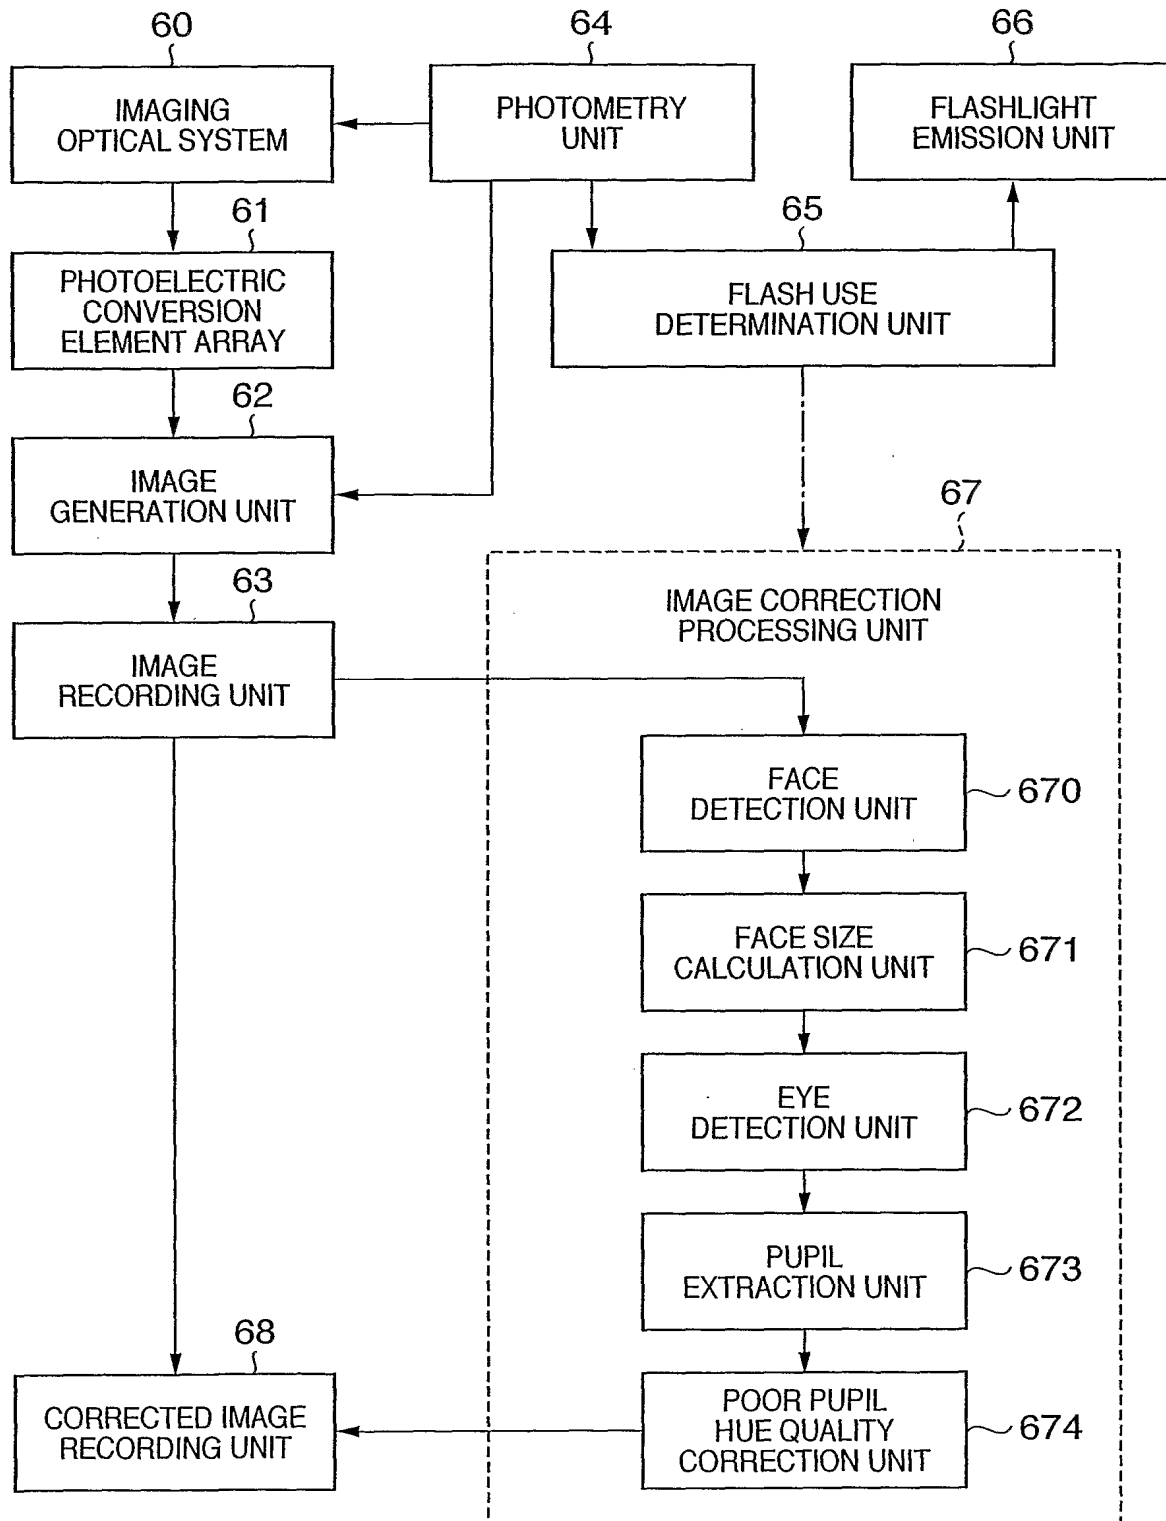 60
64
66
IMAGING
OPTICAL SYSTEM
PHOTOMETRY
UNIT
FLASHLIGHT
EMISSION UNIT
61
65
PHOTOELECTRIC
CONVERSION
ELEMENT ARRAY
FLASH USE
DETERMINATION UNIT
62
IMAGE
GENERATION UNIT
67
63
IMAGE CORRECTION
PROCESSING UNIT
IMAGE
RECORDING UNIT
FACE
DETECTION UNIT
670
FACE SIZE
CALCULATION UNIT
671
EYE
DETECTION UNIT
672
PUPIL
EXTRACTION UNIT
673
68
CORRECTED IMAGE
RECORDING UNIT
POOR PUPIL
HUE QUALITY
CORRECTION UNIT
674